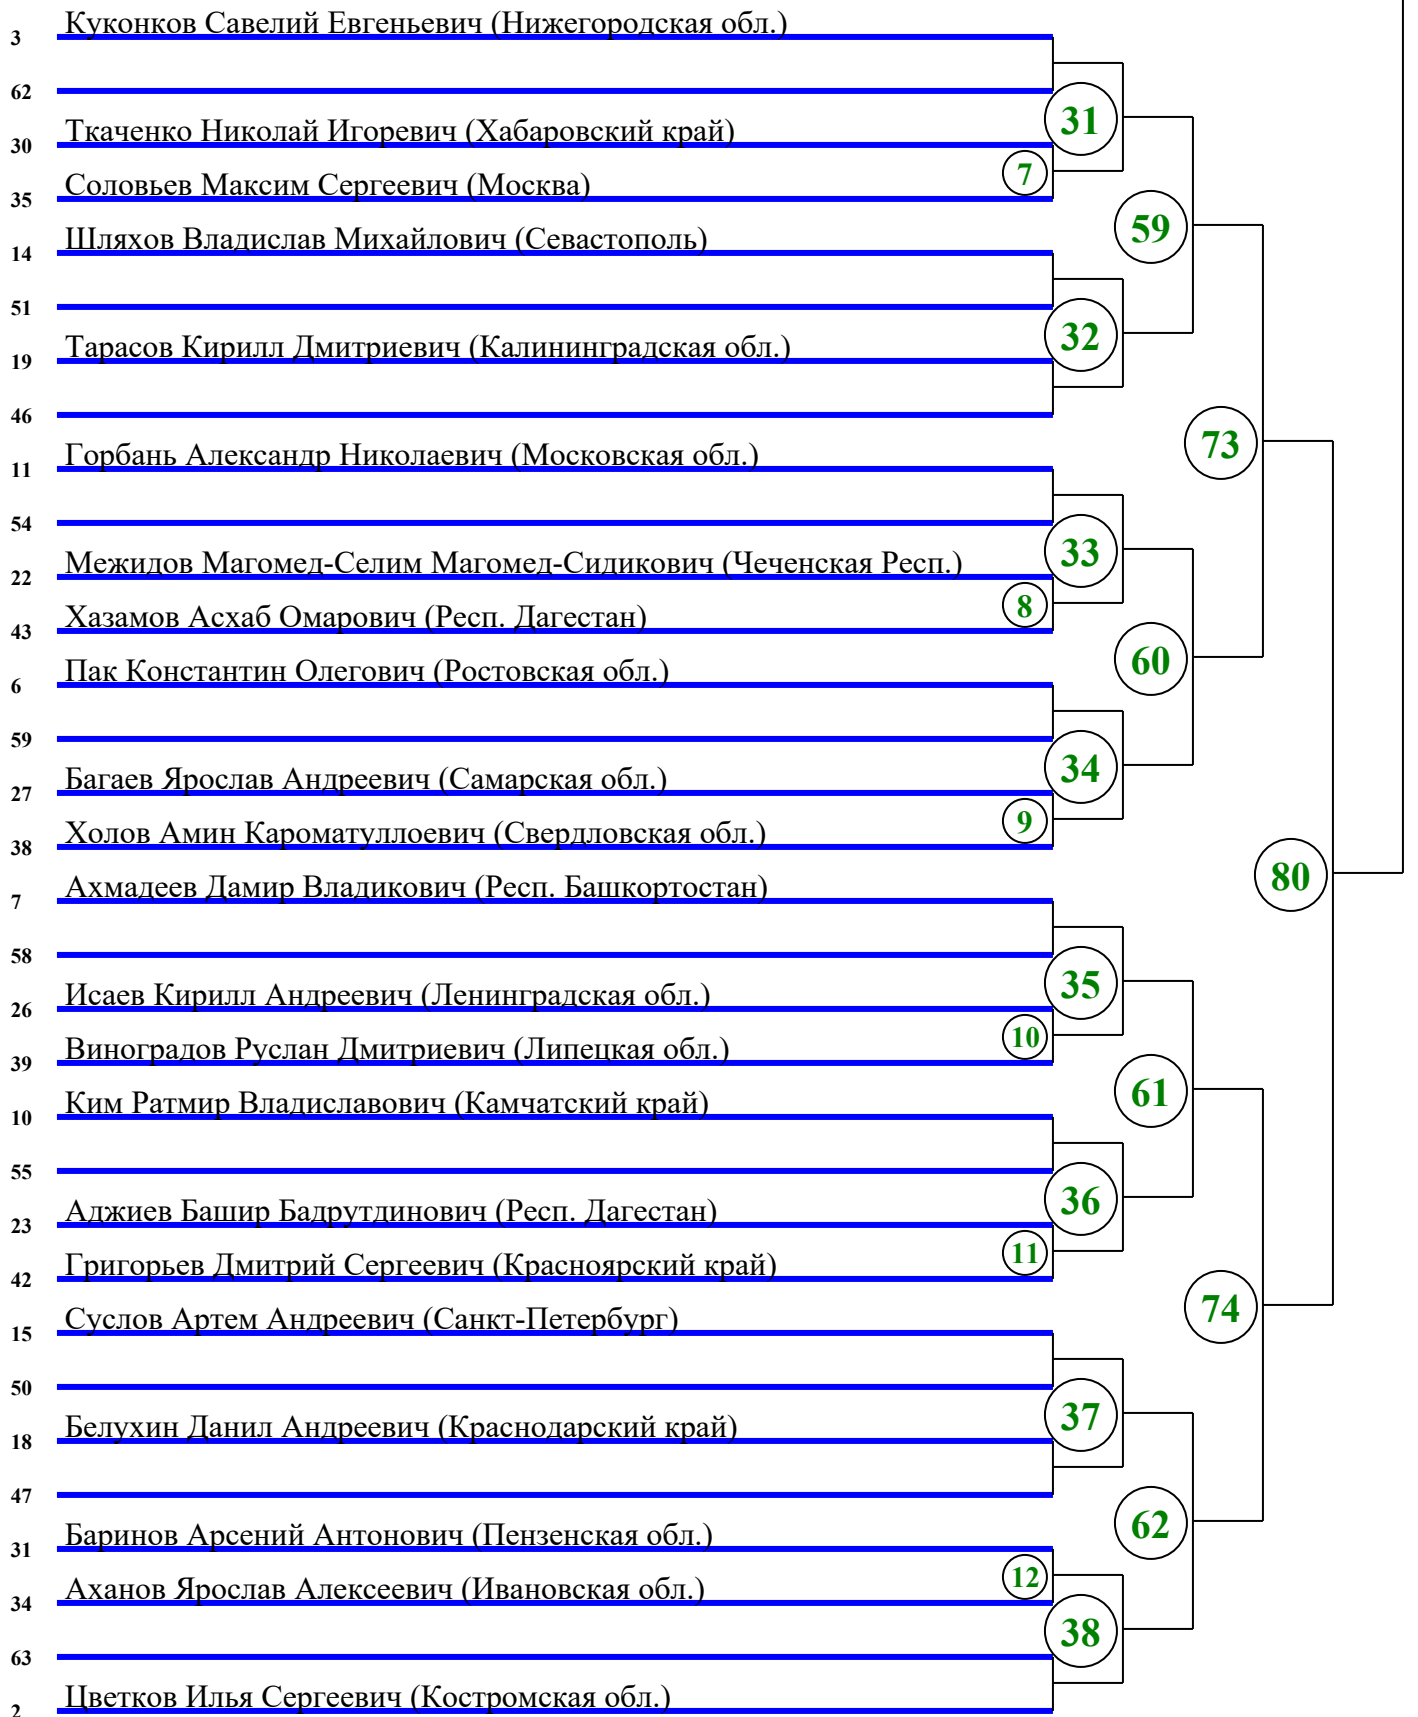 3 Куконков Савелий Евгеньевич (Нижегородская обл.)
62
31
30 Ткаченко Николай Игоревич (Хабаровский край)
7
35 Соловьев Максим Сергеевич (Москва)
59
14 Шляхов Владислав Михайлович (Севастополь)
51
32
19 Тарасов Кирилл Дмитриевич (Калининградская обл.)
46
73
11 Горбань Александр Николаевич (Московская обл.)
54
33
22 Межидов Магомед-Селим Магомед-Сидикович (Чеченская Респ.)
8
43 Хазамов Асхаб Омарович (Респ. Дагестан)
60
6 Пак Константин Олегович (Ростовская обл.)
59
34
27 Багаев Ярослав Андреевич (Самарская обл.)
9
38 Холов Амин Кароматуллоевич (Свердловская обл.)
80
7 Ахмадеев Дамир Владикович (Респ. Башкортостан)
58
35
26 Исаев Кирилл Андреевич (Ленинградская обл.)
10
39 Виноградов Руслан Дмитриевич (Липецкая обл.)
61
10 Ким Ратмир Владиславович (Камчатский край)
55
36
23 Аджиев Башир Бадрутдинович (Респ. Дагестан)
11
42 Григорьев Дмитрий Сергеевич (Красноярский край)
74
15 Суслов Артем Андреевич (Санкт-Петербург)
50
37
18 Белухин Данил Андреевич (Краснодарский край)
47
62
31 Баринов Арсений Антонович (Пензенская обл.)
12
34 Аханов Ярослав Алексеевич (Ивановская обл.)
38
63
2 Цветков Илья Сергеевич (Костромская обл.)